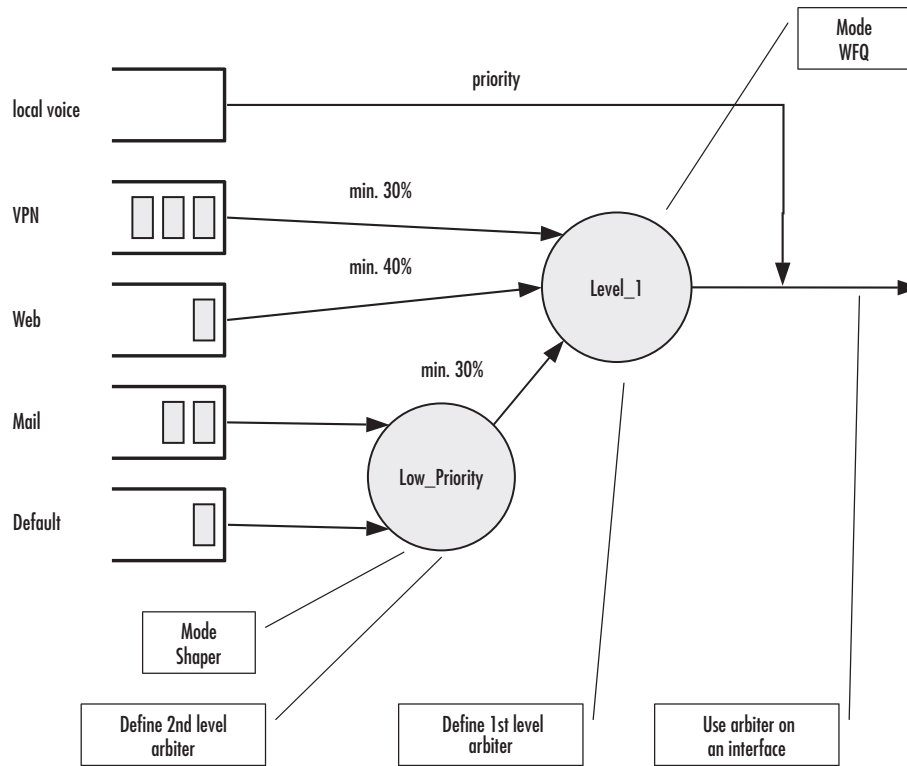 Mode
WFQ
priority
local voice
min. 30%
VPN
min. 40%
Level_1
Web
min. 30%
Mail
Low_Priority
Default
Mode
Shaper
Define 2nd level
arbiter
Define 1st level
arbiter
Use arbiter on
an interface